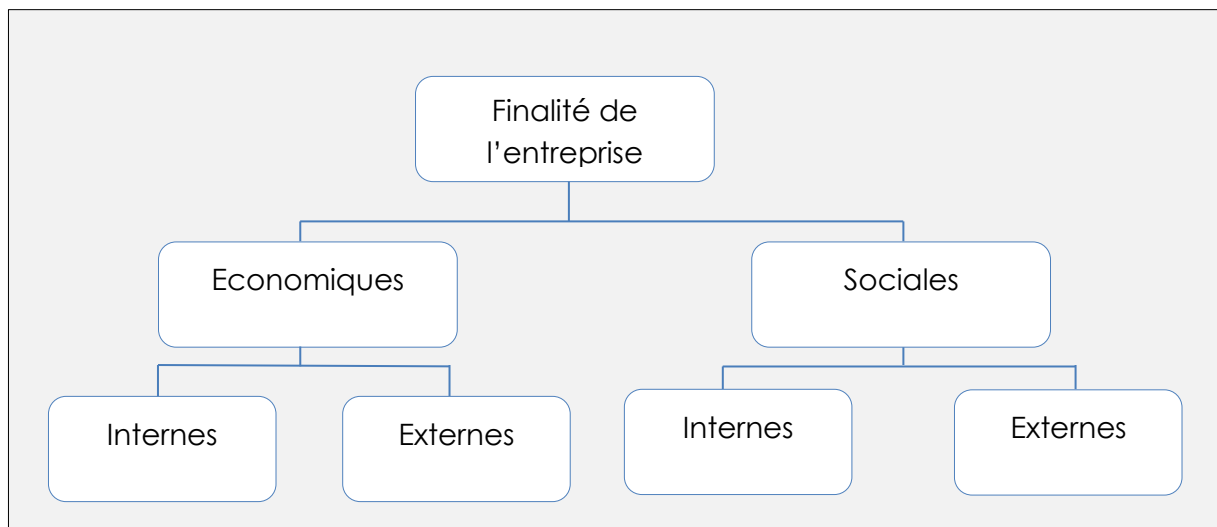 Finalité de
l’entreprise
Economiques
Sociales
Internes
Externes
Internes
Externes